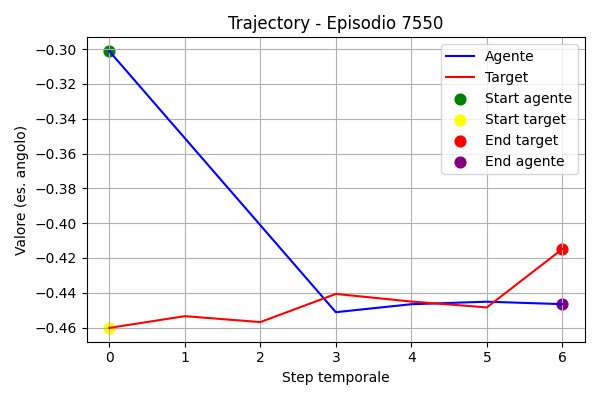 Trajectory - Episodio 7550
Agente
Target
Start agente
Start target
End target
End agente
Valore (es. angolo)
−0.30
−0.32
−0.34
−0.36
−0.38
−0.40
−0.42
−0.44
−0.46
0 1 2 3 4 5 6
Step temporale